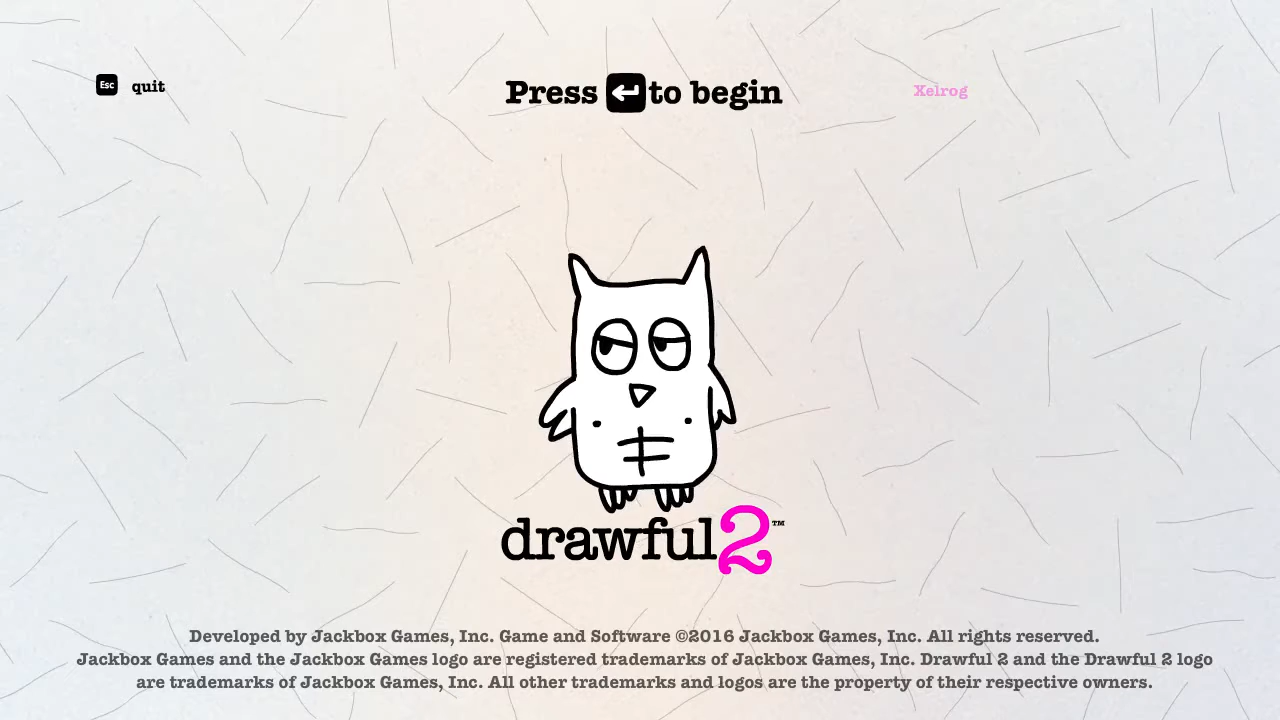 Esc quit
Press to begin
Xelrog
drawful 2™
Developed by Jackbox Games, Inc. Game and Software ©2016 Jackbox Games, Inc. All rights reserved.
Jackbox Games and the Jackbox Games logo are registered trademarks of Jackbox Games, Inc. Drawful 2 and the Drawful 2 logo
are trademarks of Jackbox Games, Inc. All other trademarks and logos are the property of their respective owners.